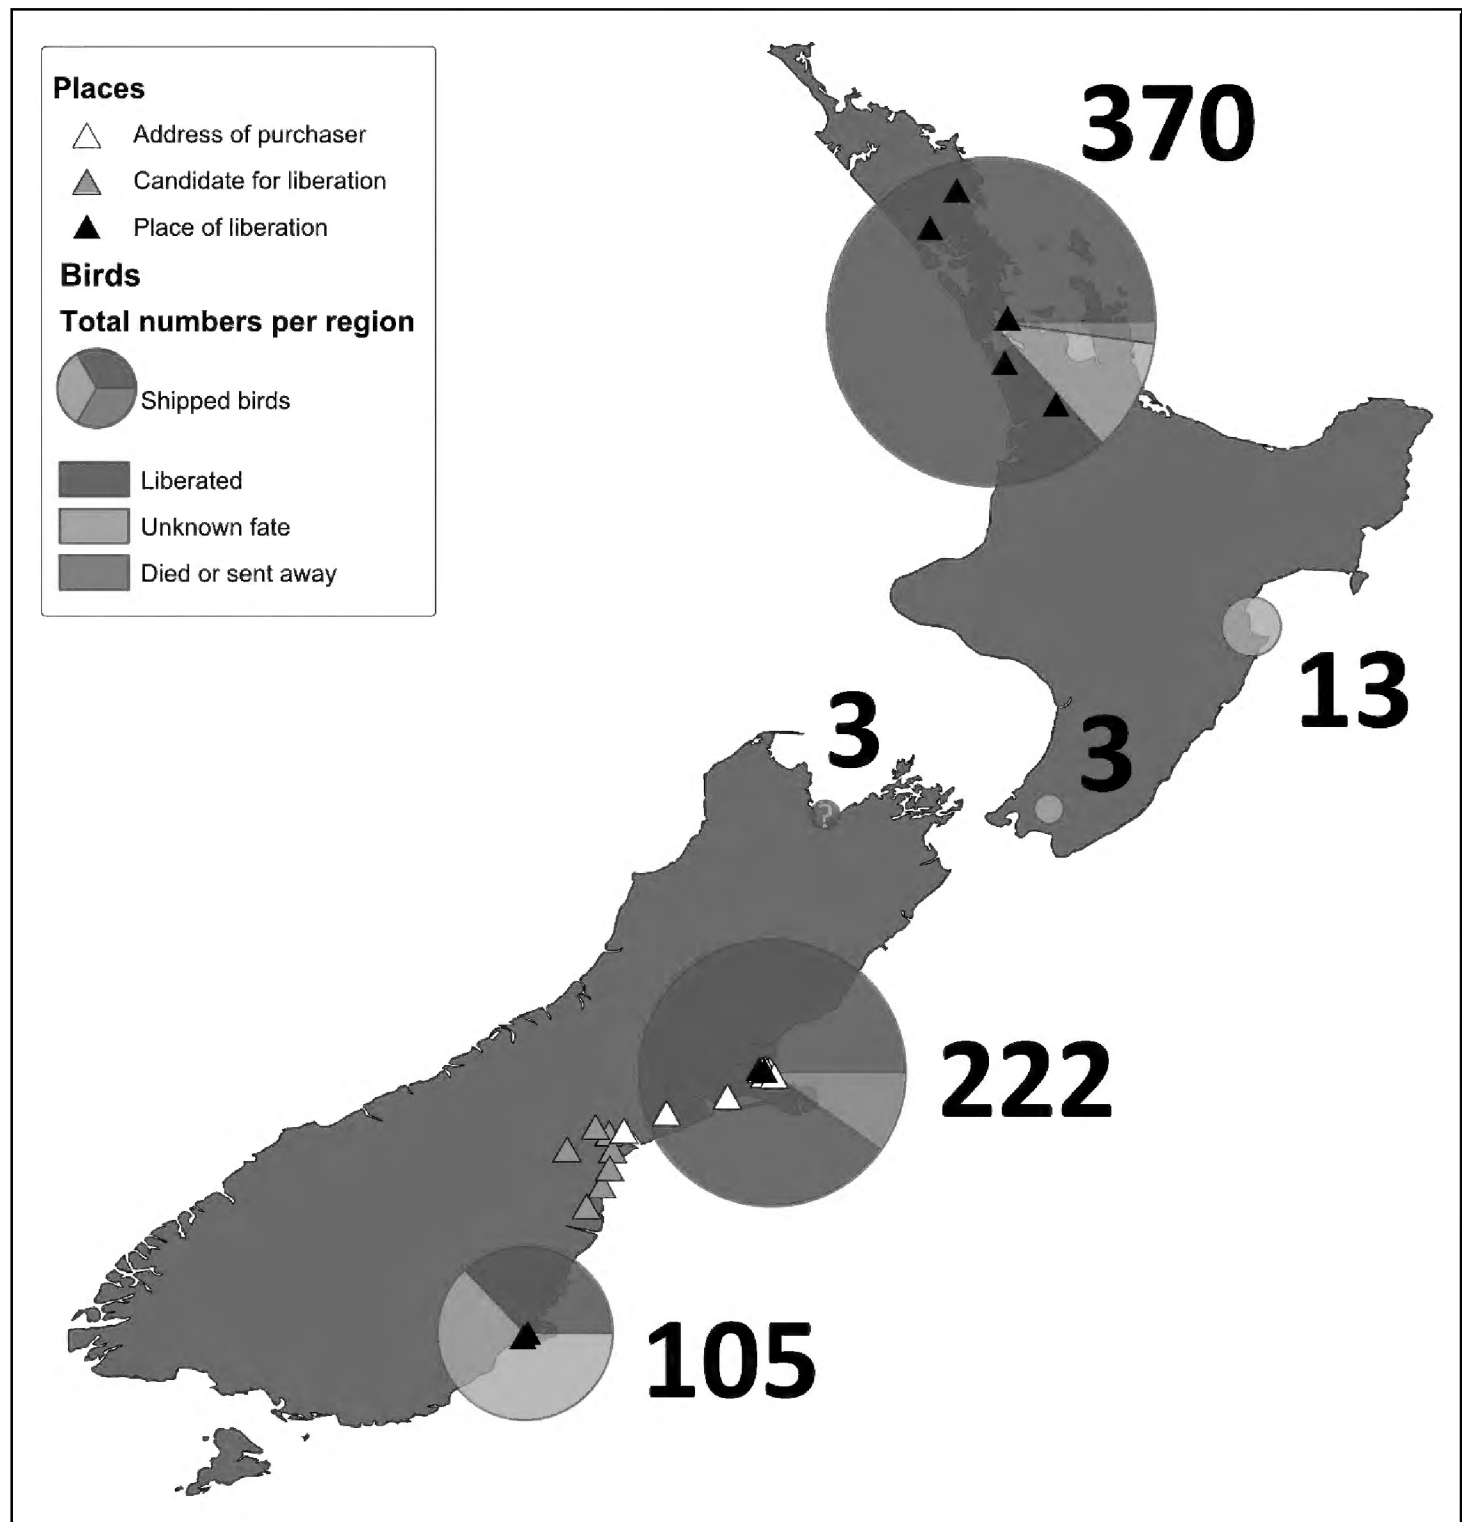 Places
Address of purchaser
Candidate for liberation
Place of liberation
Birds
Total numbers per region
Shipped birds
Liberated
Unknown fate
Died or sent away
370
13
3
3
?
222
105